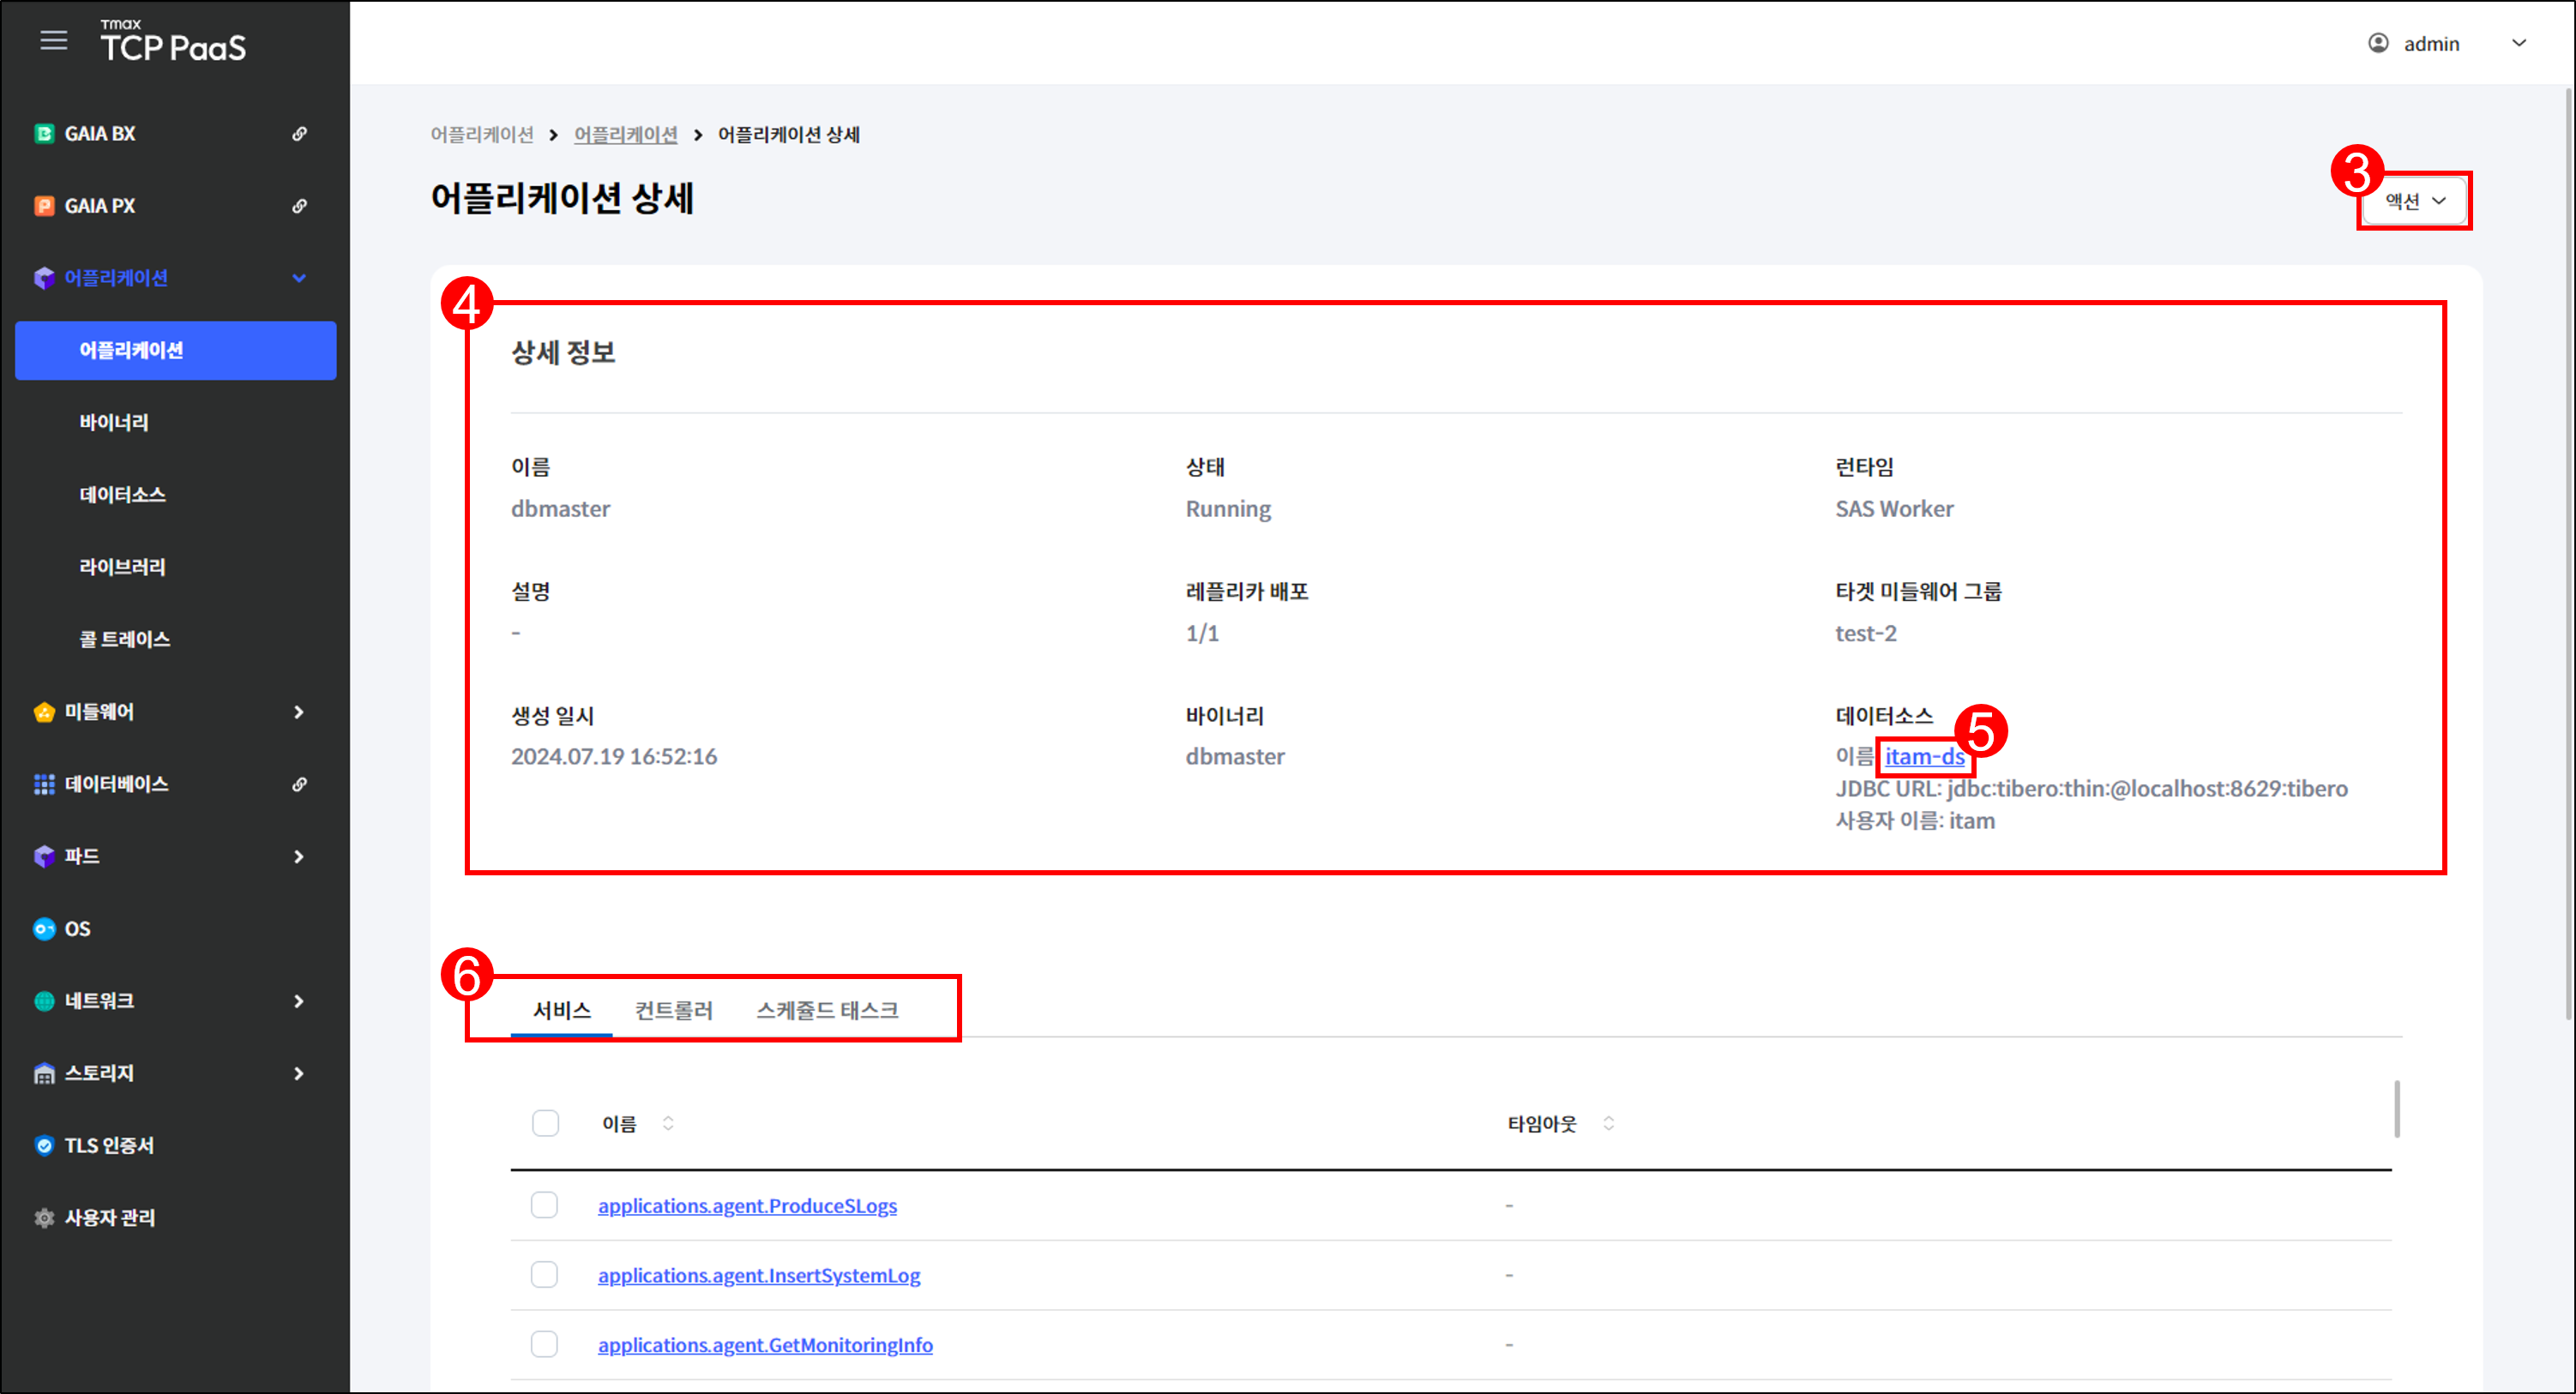 Tmax
TCP PaaS
admin
GAIA BX
GAIA PX
어플리케이션
어플리케이션
바이너리
데이터소스
라이브러리
콜 트레이스
미들웨어
데이터베이스
파드
OS
네트워크
스토리지
TLS 인증서
사용자 관리
어플리케이션 > 어플리케이션 > 어플리케이션 상세
어플리케이션 상세
3
액션
4
상세 정보
이름
dbmaster
상태
Running
런타임
SAS Worker
설명
-
레플리카 배포
1/1
타겟 미들웨어 그룹
test-2
생성 일시
2024.07.19 16:52:16
바이너리
dbmaster
데이터소스
5
이름 itam-ds
JDBC URL: jdbc:tibero:thin:@localhost:8629:tibero
사용자 이름: itam
6
서비스 컨트롤러 스케줄드 태스크
이름 타임아웃
applications.agent.ProduceSLogs -
applications.agent.InsertSystemLog -
applications.agent.GetMonitoringInfo -